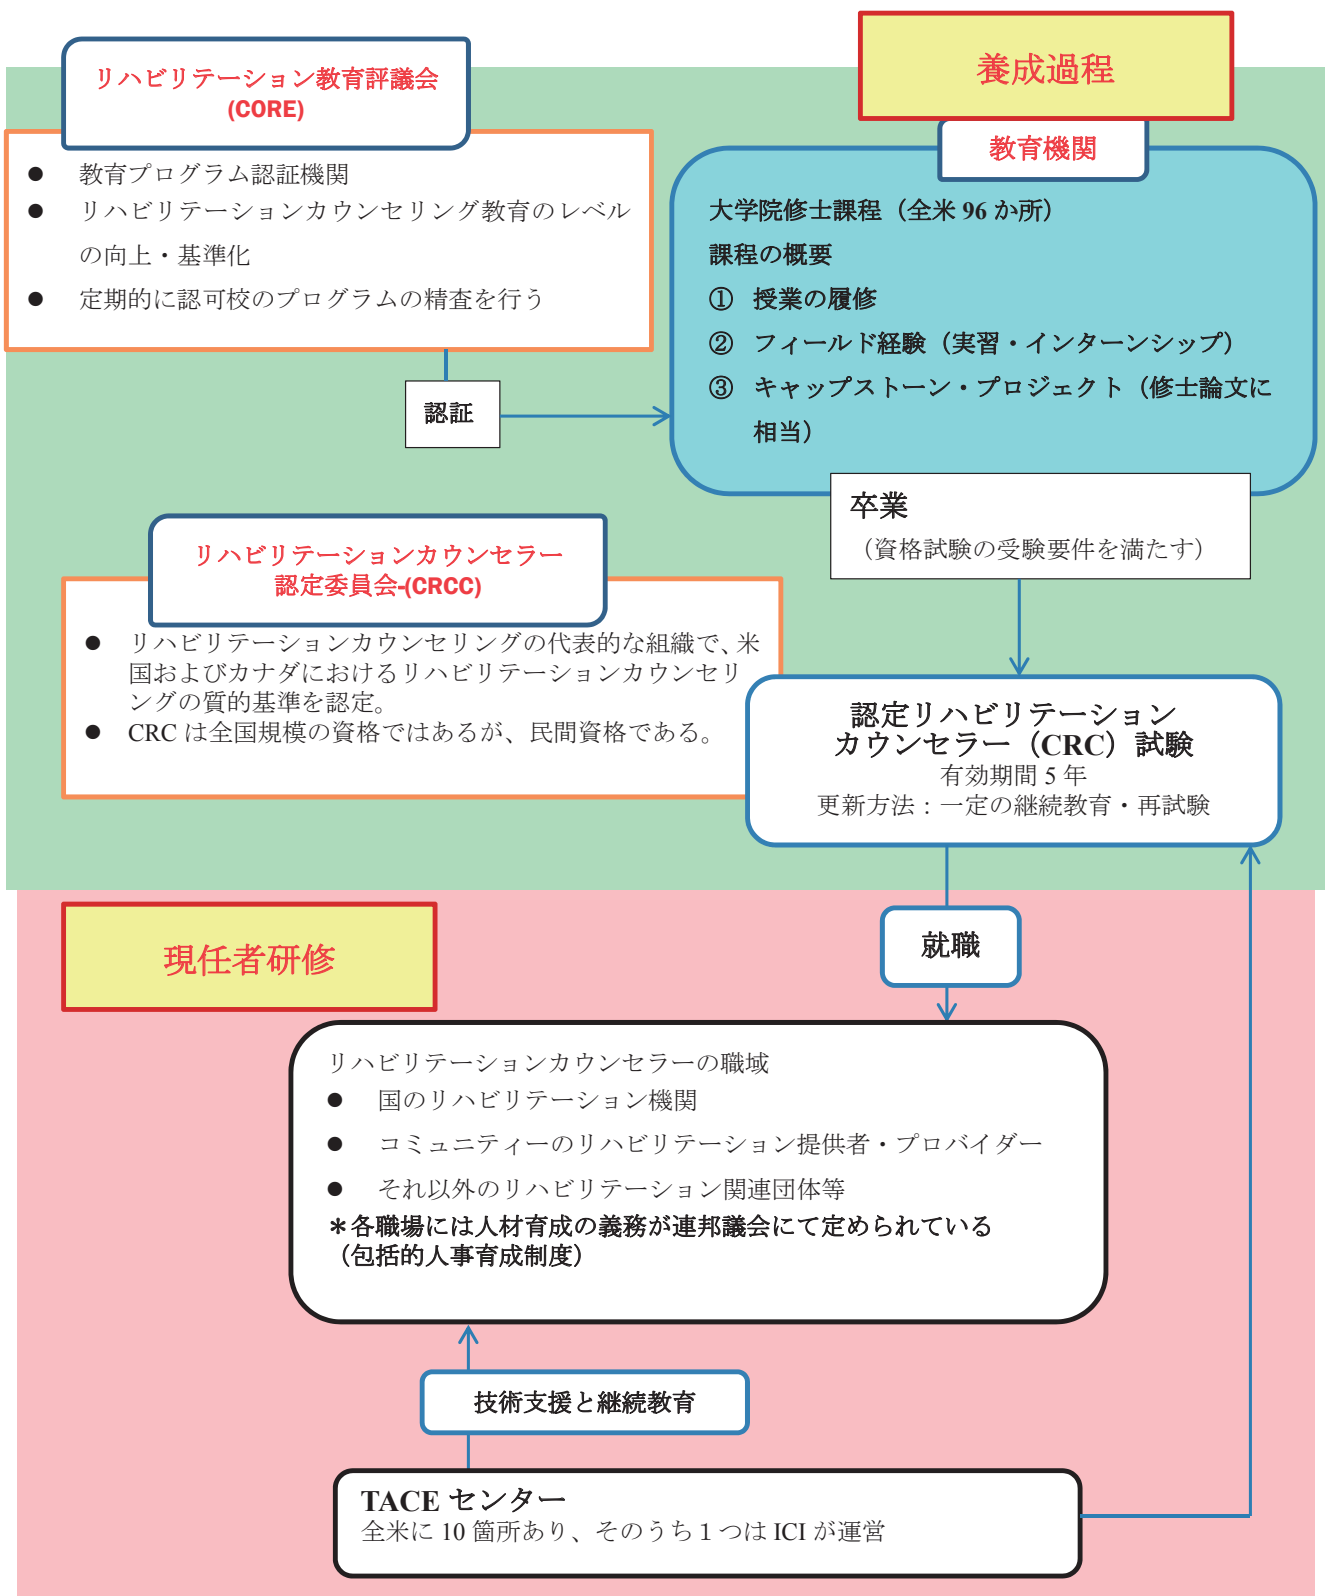 養成過程
リハビリテーション教育評議会
(CORE)
● 教育プログラム認証機関
● リハビリテーションカウンセリング教育のレベル
の向上・基準化
● 定期的に認可校のプログラムの精査を行う
認証
教育機関
大学院修士課程（全米 96 か所）
課程の概要
① 授業の履修
② フィールド経験（実習・インターンシップ）
③ キャップストーン・プロジェクト（修士論文に
相当）
卒業
（資格試験の受験要件を満たす）
リハビリテーションカウンセラー
認定委員会-(CRCC)
● リハビリテーションカウンセリングの代表的な組織で、米
国およびカナダにおけるリハビリテーションカウンセリ
ングの質的基準を認定。
● CRC は全国規模の資格ではあるが、民間資格である。
認定リハビリテーション
カウンセラー（CRC）試験
有効期間 5 年
更新方法：一定の継続教育・再試験
現任者研修
就職
リハビリテーションカウンセラーの職域
● 国のリハビリテーション機関
● コミュニティーのリハビリテーション提供者・プロバイダー
● それ以外のリハビリテーション関連団体等
＊各職場には人材育成の義務が連邦議会にて定められている
（包括的人事育成制度）
技術支援と継続教育
TACE センター
全米に 10 箇所あり、そのうち 1 つは ICI が運営